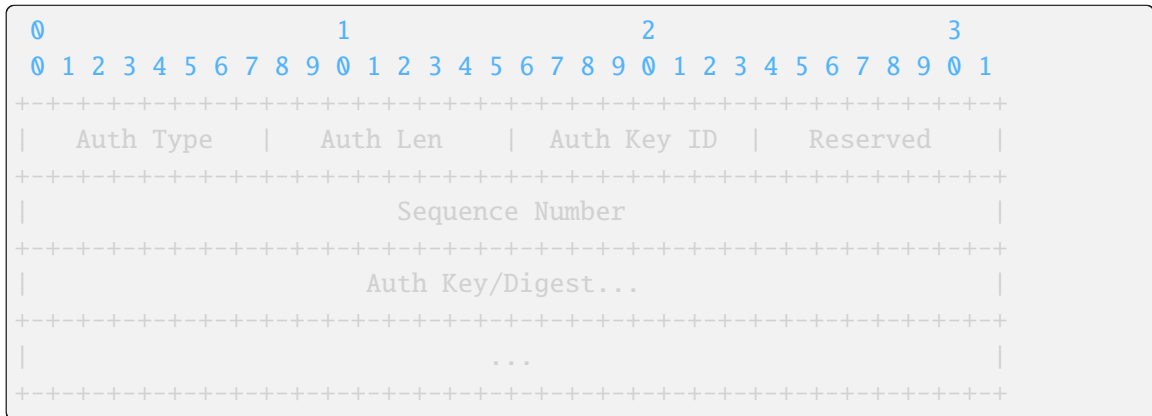 0                   1                   2                   3
 0 1 2 3 4 5 6 7 8 9 0 1 2 3 4 5 6 7 8 9 0 1 2 3 4 5 6 7 8 9 0 1
+-+-+-+-+-+-+-+-+-+-+-+-+-+-+-+-+-+-+-+-+-+-+-+-+-+-+-+-+-+-+-+-+
|   Auth Type   |   Auth Len    |  Auth Key ID  |   Reserved    |
+-+-+-+-+-+-+-+-+-+-+-+-+-+-+-+-+-+-+-+-+-+-+-+-+-+-+-+-+-+-+-+-+
|                        Sequence Number                        |
+-+-+-+-+-+-+-+-+-+-+-+-+-+-+-+-+-+-+-+-+-+-+-+-+-+-+-+-+-+-+-+-+
|                      Auth Key/Digest...                       |
+-+-+-+-+-+-+-+-+-+-+-+-+-+-+-+-+-+-+-+-+-+-+-+-+-+-+-+-+-+-+-+-+
|                              ...                              |
+-+-+-+-+-+-+-+-+-+-+-+-+-+-+-+-+-+-+-+-+-+-+-+-+-+-+-+-+-+-+-+-+